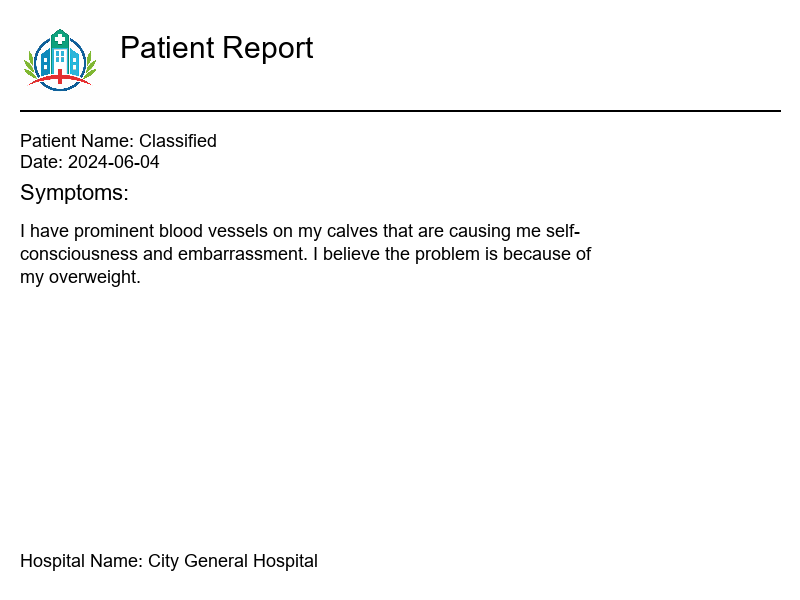 Patient Report
Patient Name: Classified
Date: 2024-06-04
Symptoms:
I have prominent blood vessels on my calves that are causing me self-
consciousness and embarrassment. I believe the problem is because of
my overweight.
Hospital Name: City General Hospital